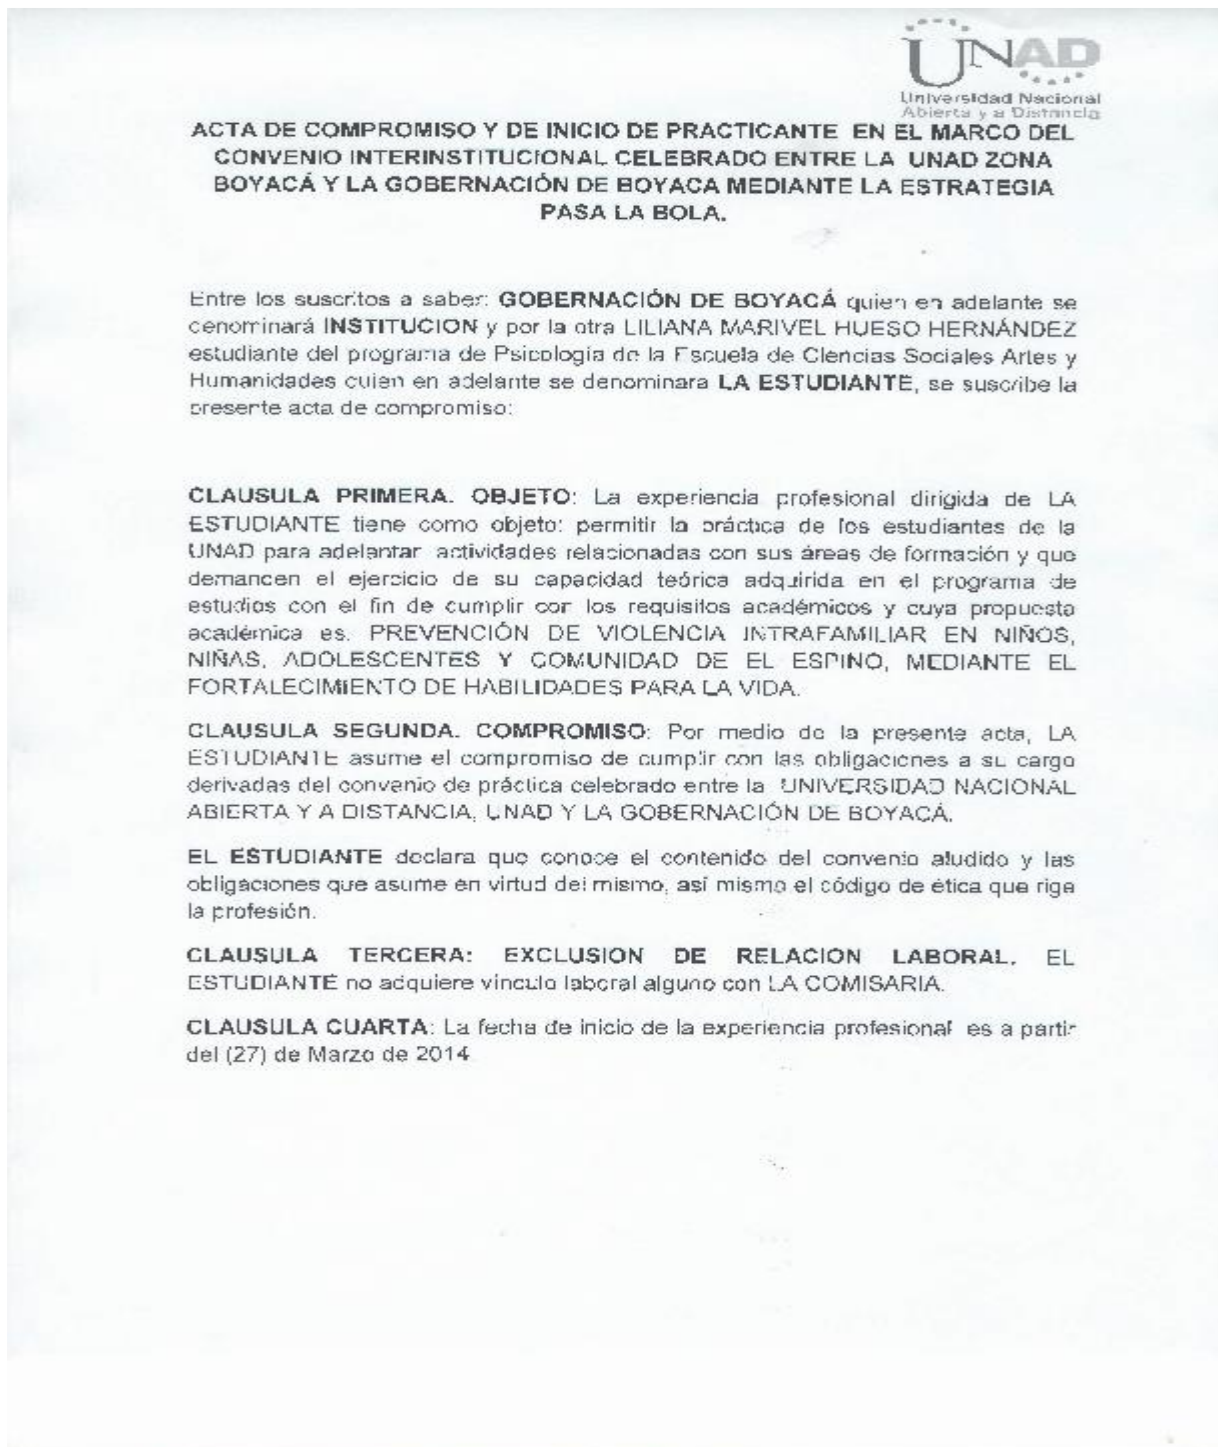 UNAD
Universidad Nacional
Abierta y a Distancia
ACTA DE COMPROMISO Y DE INICIO DE PRACTICANTE EN EL MARCO DEL
CONVENIO INTERINSTITUCIONAL CELEBRADO ENTRE LA UNAD ZONA
BOYACÁ Y LA GOBERNACIÓN DE BOYACA MEDIANTE LA ESTRATEGIA
PASA LA BOLA.
Entre los suscritos a saber: GOBERNACIÓN DE BOYACÁ quien en adelante se
denominará INSTITUCION y por la otra LILIANA MARIVEL HUESO HERNÁNDEZ
estudiante del programa de Psicología de la Escuela de Ciencias Sociales Artes y
Humanidades quien en adelante se denominara LA ESTUDIANTE, se suscribe la
presente acta de compromiso:
CLAUSULA PRIMERA. OBJETO: La experiencia profesional dirigida de LA
ESTUDIANTE tiene como objeto: permitir la práctica de los estudiantes de la
UNAD para adelantar actividades relacionadas con sus áreas de formación y que
demanden el ejercicio de su capacidad teórica adquirida en el programa de
estudios con el fin de cumplir con los requisitos académicos y cuya propuesta
académica es. PREVENCIÓN DE VIOLENCIA INTRAFAMILIAR EN NIÑOS,
NIÑAS, ADOLESCENTES Y COMUNIDAD DE EL ESPINO, MEDIANTE EL
FORTALECIMIENTO DE HABILIDADES PARA LA VIDA.
CLAUSULA SEGUNDA. COMPROMISO: Por medio de la presente acta, LA
ESTUDIANTE asume el compromiso de cumplir con las obligaciones a su cargo
derivadas del convenio de práctica celebrado entre la UNIVERSIDAD NACIONAL
ABIERTA Y A DISTANCIA, UNAD Y LA GOBERNACIÓN DE BOYACÁ.
EL ESTUDIANTE declara que conoce el contenido del convenio aludido y las
obligaciones que asume en virtud del mismo, así mismo el código de ética que rige
la profesión.
CLAUSULA TERCERA: EXCLUSION DE RELACION LABORAL. EL
ESTUDIANTE no adquiere vinculo laboral alguno con LA COMISARIA.
CLAUSULA CUARTA: La fecha de inicio de la experiencia profesional es a partir
del (27) de Marzo de 2014